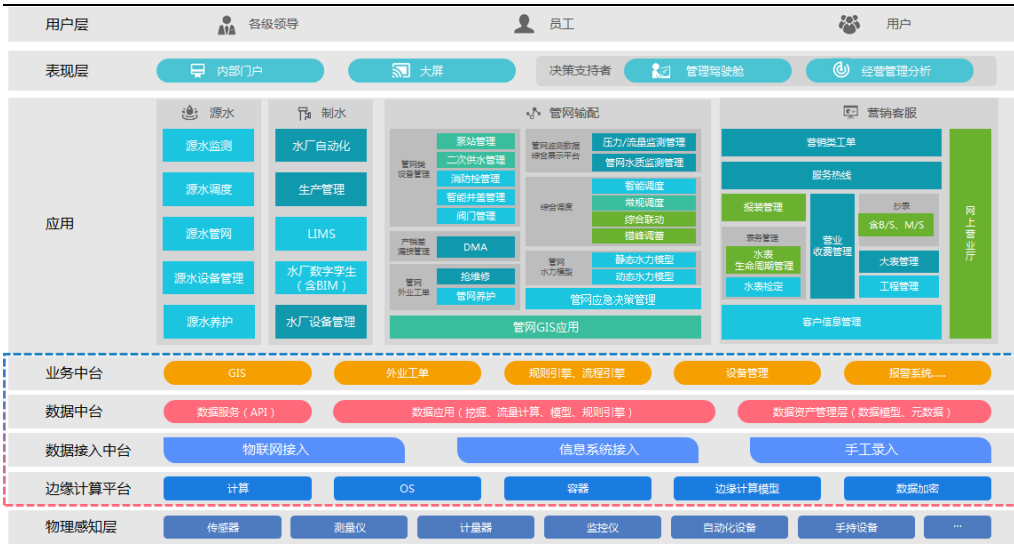 用户层
各级领导
员工
用户
表现层
内部门户
大屏
决策支持者
管理驾驶舱
经营管理分析
应用
源水
源水监测
源水调度
源水管网
源水设备管理
源水养护
制水
水厂自动化
生产管理
LIMS
水厂数字孪生
（含BIM）
水厂设备管理
管网输配
管网类
设备管理
泵站管理
二次供水管理
消防栓管理
智能井盖管理
阀门管理
产销差
漏损管理
DMA
管网
外业工单
抢维修
管网养护
管网监测数据
综合展示平台
压力/流量监测管理
管网水质监测管理
综合调度
智能调度
常规调度
综合联动
错峰调蓄
管网
水力模型
静态水力模型
动态水力模型
管网应急决策管理
管网GIS应用
营销客服
营销类工单
服务热线
报装管理
表务管理
水表
生命周期管理
水表检定
营业
收费管理
抄表
含B/S、M/S
大表管理
工程管理
客户信息管理
网上营业厅
业务中台
GIS
外业工单
规则引擎、流程引擎
设备管理
报警系统.....
数据中台
数据服务（API）
数据应用（挖掘、流量计算、模型、规则引擎）
数据资产管理层（数据模型、元数据）
数据接入中台
物联网接入
信息系统接入
手工录入
边缘计算平台
计算
OS
容器
边缘计算模型
数据加密
物理感知层
传感器
测量仪
计量器
监控仪
自动化设备
手持设备
...